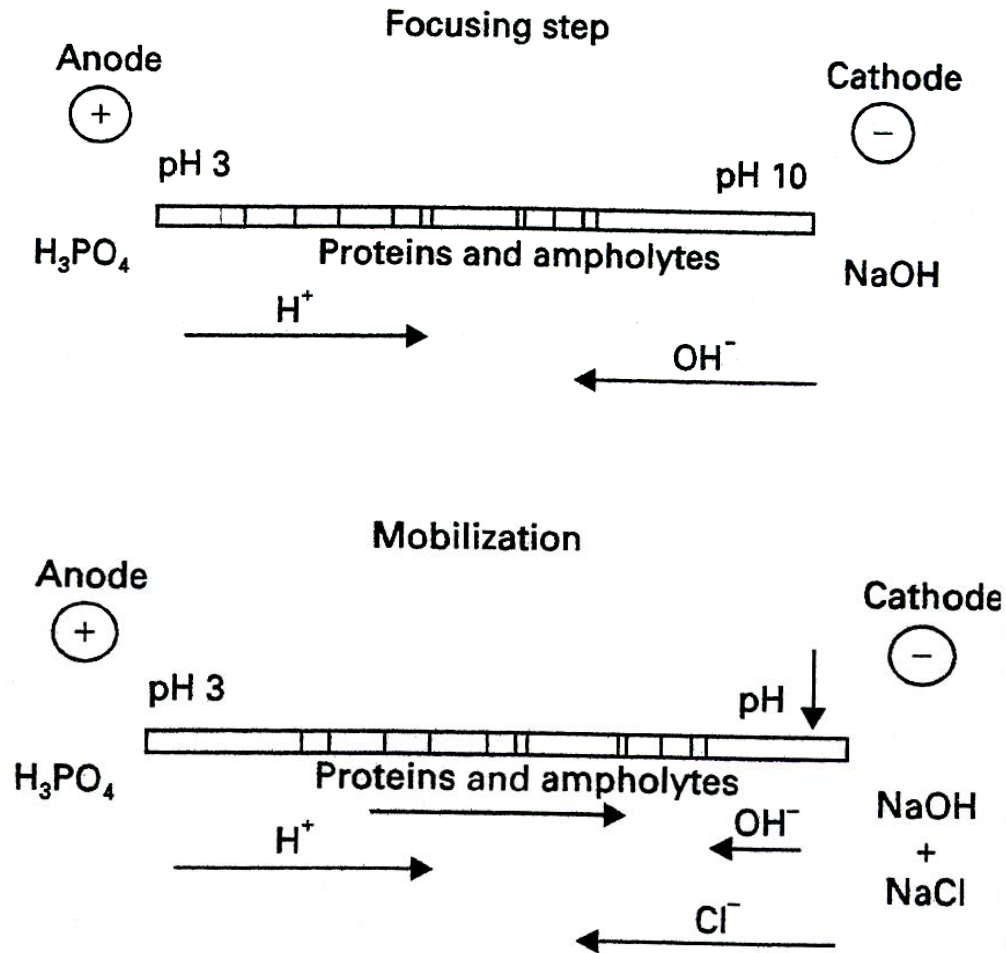 Focusing step
Anode
Cathode
+
−
pH 3
pH 10
H₃PO₄
Proteins and ampholytes
NaOH
H⁺
OH⁻
Mobilization
Anode
Cathode
+
−
pH 3
pH
H₃PO₄
Proteins and ampholytes
NaOH
OH⁻
H⁺
+
NaCl
Cl⁻